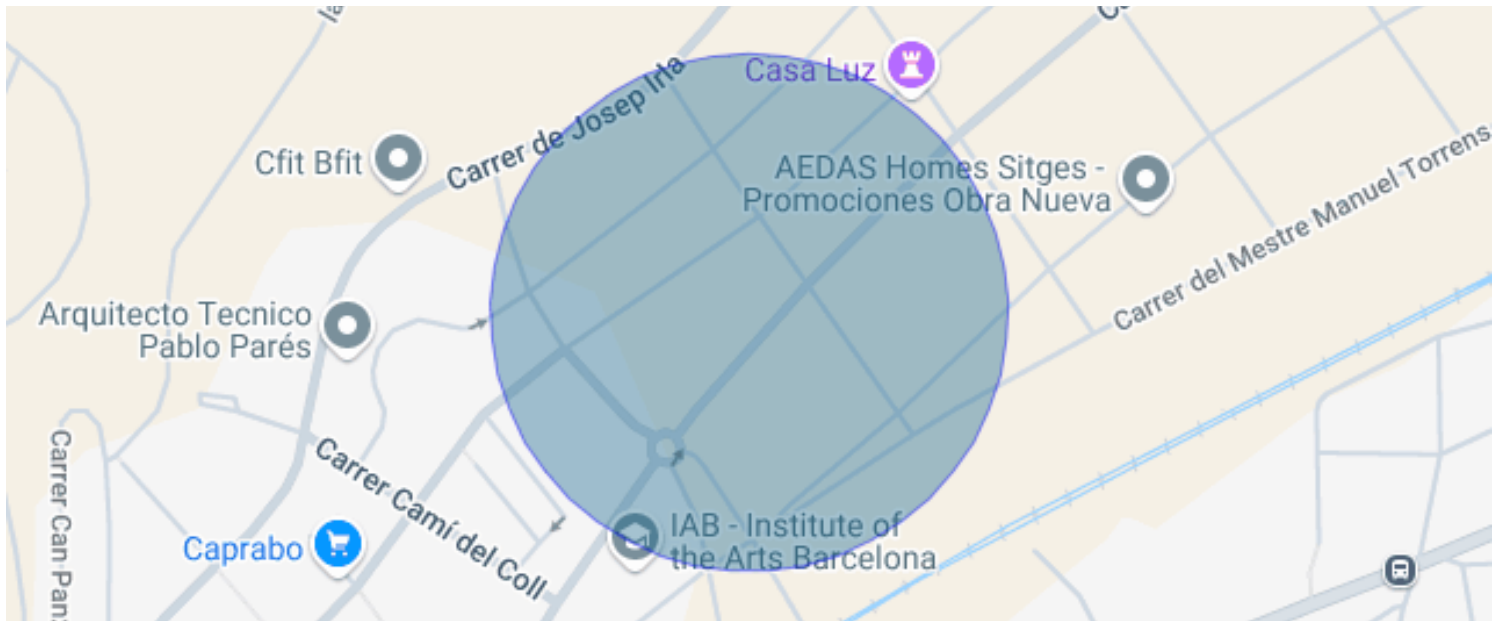 Casa Luz
Carrer de Josep Irla
Cfit Bfit
AEDAS Homes Sitges -
Promociones Obra Nueva
Carrer del Mestre Manuel Torrens
Arquitecto Tecnico
Pablo Parés
Carrer Can Pan
Carrer Camí del Coll
Caprabo
IAB - Institute of
the Arts Barcelona